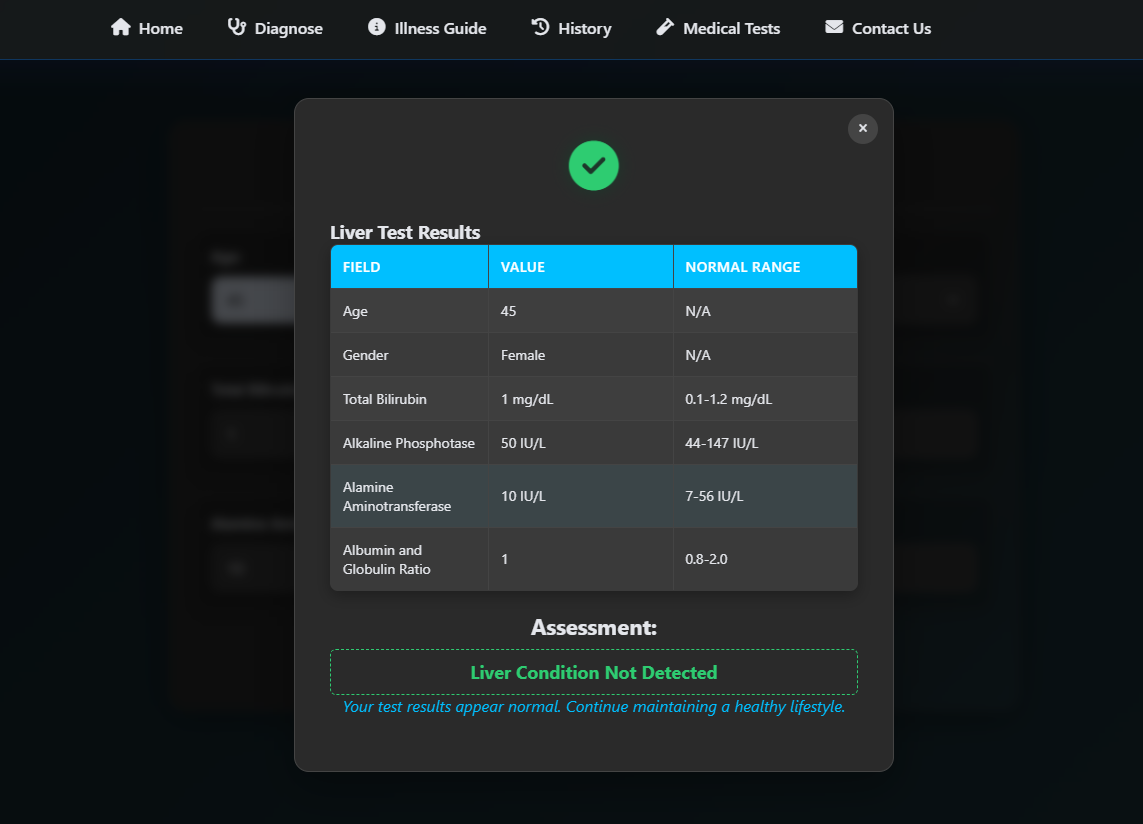 Home Diagnose Illness Guide History Medical Tests Contact Us
Liver Test Results
FIELD VALUE NORMAL RANGE
Age 45 N/A
Gender Female N/A
Total Bilirubin 1 mg/dL 0.1-1.2 mg/dL
Alkaline Phosphotase 50 IU/L 44-147 IU/L
Alamine
Aminotransferase 10 IU/L 7-56 IU/L
Albumin and
Globulin Ratio 1 0.8-2.0
Assessment:
Liver Condition Not Detected
Your test results appear normal. Continue maintaining a healthy lifestyle.